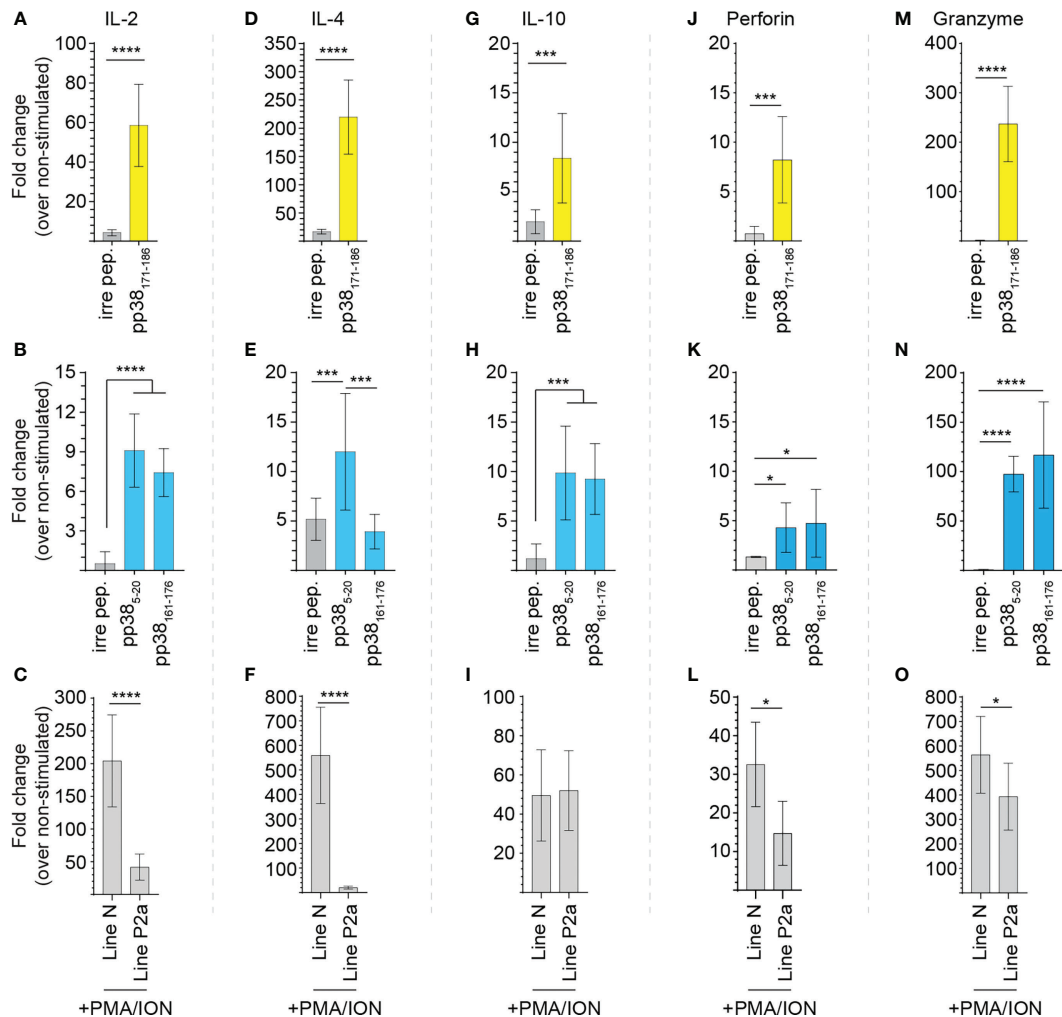 A IL-2
Fold change
(over non-stimulated)
100
80
60
40
20
****
irre pep.
pp38171-186
D IL-4
350
300
250
200
150
100
50
****
irre pep.
pp38171-186
G IL-10
20
15
10
5
***
irre pep.
pp38171-186
J Perforin
20
15
10
5
***
irre pep.
pp38171-186
M Granzyme
400
300
200
100
****
irre pep.
pp38171-186
B
Fold change
(over non-stimulated)
15
12
9
6
3
****
irre pep.
pp385-20
pp38161-176
E
20
15
10
5
*** ***
irre pep.
pp385-20
pp38161-176
H
20
15
10
5
***
irre pep.
pp385-20
pp38161-176
K
20
15
10
5
*
*
irre pep.
pp385-20
pp38161-176
N
200
150
100
50
****
****
irre pep.
pp385-20
pp38161-176
C
Fold change
(over non-stimulated)
300
250
200
150
100
50
****
Line N
Line P2a
+PMA/ION
F
800
700
600
500
400
300
200
100
****
Line N
Line P2a
+PMA/ION
I
100
80
60
40
20
Line N
Line P2a
+PMA/ION
L
50
40
30
20
10
*
Line N
Line P2a
+PMA/ION
O
800
700
600
500
400
300
200
100
*
Line N
Line P2a
+PMA/ION